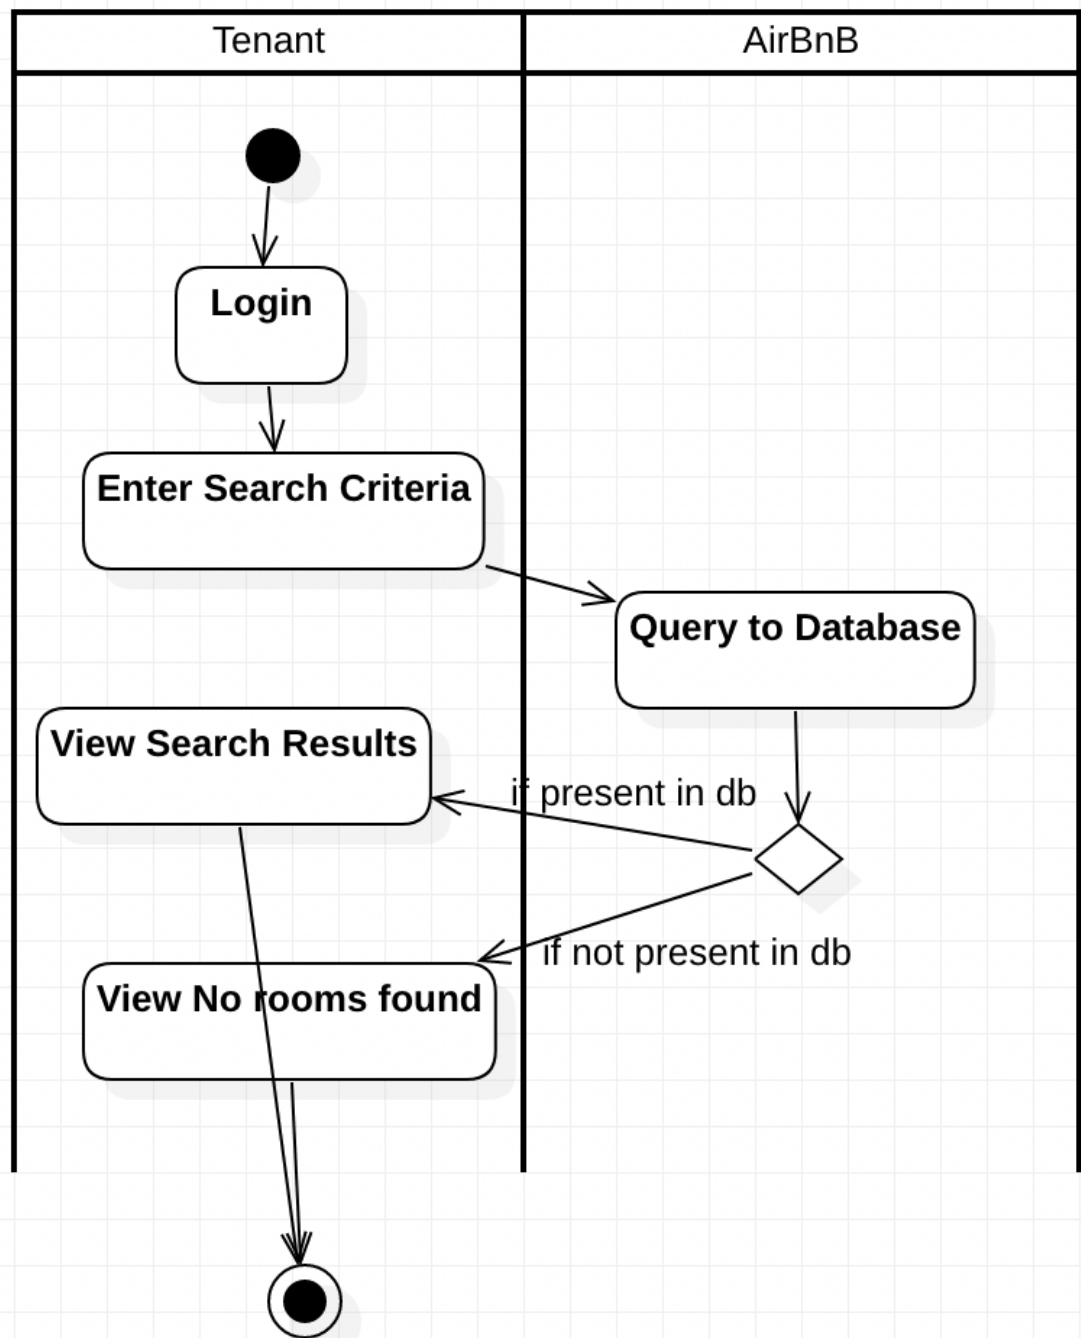 Tenant
AirBnB
Login
Enter Search Criteria
Query to Database
View Search Results
if present in db
if not present in db
View No rooms found